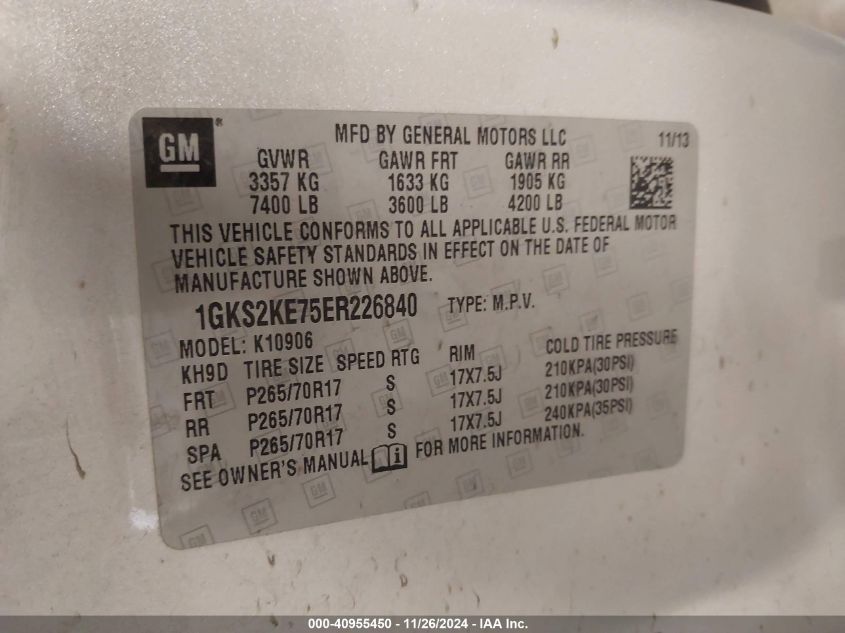 GM ® MFD BY GENERAL MOTORS LLC 11/13
GVWR GAWR FRT GAWR RR
3357 KG 1633 KG 1905 KG
7400 LB 3600 LB 4200 LB
THIS VEHICLE CONFORMS TO ALL APPLICABLE U.S. FEDERAL MOTOR
VEHICLE SAFETY STANDARDS IN EFFECT ON THE DATE OF
MANUFACTURE SHOWN ABOVE.
1GKS2KE75ER226840 TYPE: M.P.V.
MODEL: K10906
KH9D TIRE SIZE SPEED RTG RIM COLD TIRE PRESSURE
FRT P265/70R17 S 17X7.5J 210KPA(30PSI)
RR P265/70R17 S 17X7.5J 210KPA(30PSI)
SPA P265/70R17 S 17X7.5J 240KPA(35PSI)
SEE OWNER'S MANUAL i FOR MORE INFORMATION.
000-40955450 - 11/26/2024 - IAA Inc.